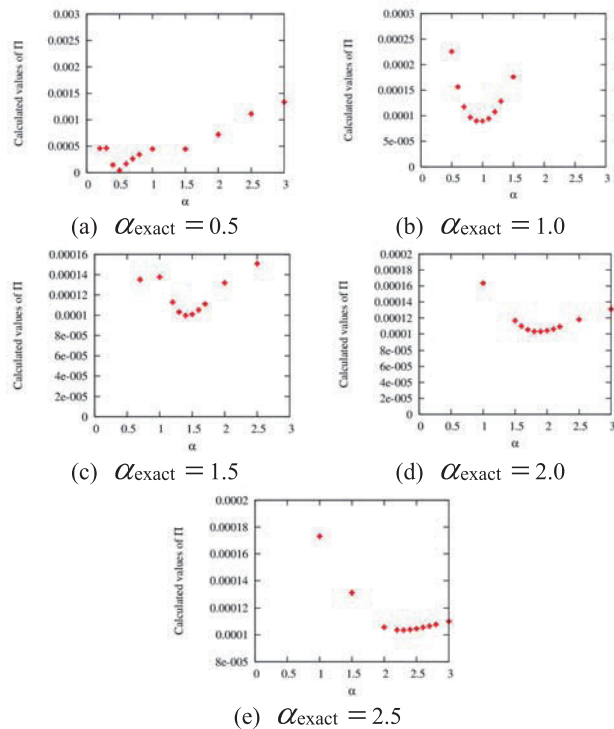 0.003
0.0025
0.002
0.0015
0.001
0.0005
0
Calculated values of Π
0 0.5 1 1.5 2 2.5 3
α
(a) α exact = 0.5
0.0003
0.00025
0.0002
0.00015
0.0001
5e-005
0
Calculated values of Π
0 0.5 1 1.5 2 2.5 3
α
(b) α exact = 1.0
0.00016
0.00014
0.00012
0.0001
8e-005
6e-005
4e-005
2e-005
0
Calculated values of Π
0 0.5 1 1.5 2 2.5 3
α
(c) α exact = 1.5
0.0002
0.00018
0.00016
0.00014
0.00012
0.0001
8e-005
6e-005
4e-005
2e-005
0
Calculated values of Π
0 0.5 1 1.5 2 2.5 3
α
(d) α exact = 2.0
0.0002
0.00018
0.00016
0.00014
0.00012
0.0001
8e-005
Calculated values of Π
0 0.5 1 1.5 2 2.5 3
α
(e) α exact = 2.5